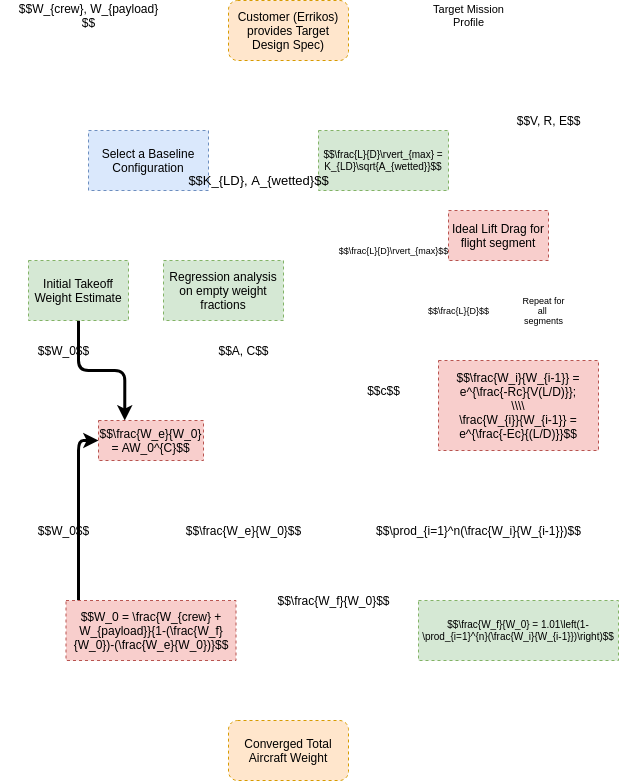 $$W_{crew}, W_{payload}
$$
Customer (Errikos)
provides Target
Design Spec)
Target Mission
Profile
$$V, R, E$$
Select a Baseline
Configuration
$$K_{LD}, A_{wetted}$$
$$\frac{L}{D}\rvert_{max} =
K_{LD}\sqrt{A_{wetted}}$$
Ideal Lift Drag for
flight segment
$$\frac{L}{D}\rvert_{max}$$
Initial Takeoff
Weight Estimate
Regression analysis
on empty weight
fractions
$$\frac{L}{D}$$
Repeat for
all
segments
$$W_0$$
$$A, C$$
$$c$$
$$\frac{W_i}{W_{i-1}} =
e^{\frac{-Rc}{V(L/D)}};
\\\\
\frac{W_{i}}{W_{i-1}} =
e^{\frac{-Ec}{(L/D)}}$$
$$\frac{W_e}{W_0}
= AW_0^{C}$$
$$W_0$$
$$\frac{W_e}{W_0}$$
$$\prod_{i=1}^n(\frac{W_i}{W_{i-1}})$$
$$\frac{W_f}{W_0}$$
$$W_0 = \frac{W_{crew} +
W_{payload}}{1-(\frac{W_f}
{W_0})-(\frac{W_e}{W_0})}$$
$$\frac{W_f}{W_0} = 1.01\left(1-
\prod_{i=1}^{n}(\frac{W_i}{W_{i-1}})\right)$$
Converged Total
Aircraft Weight